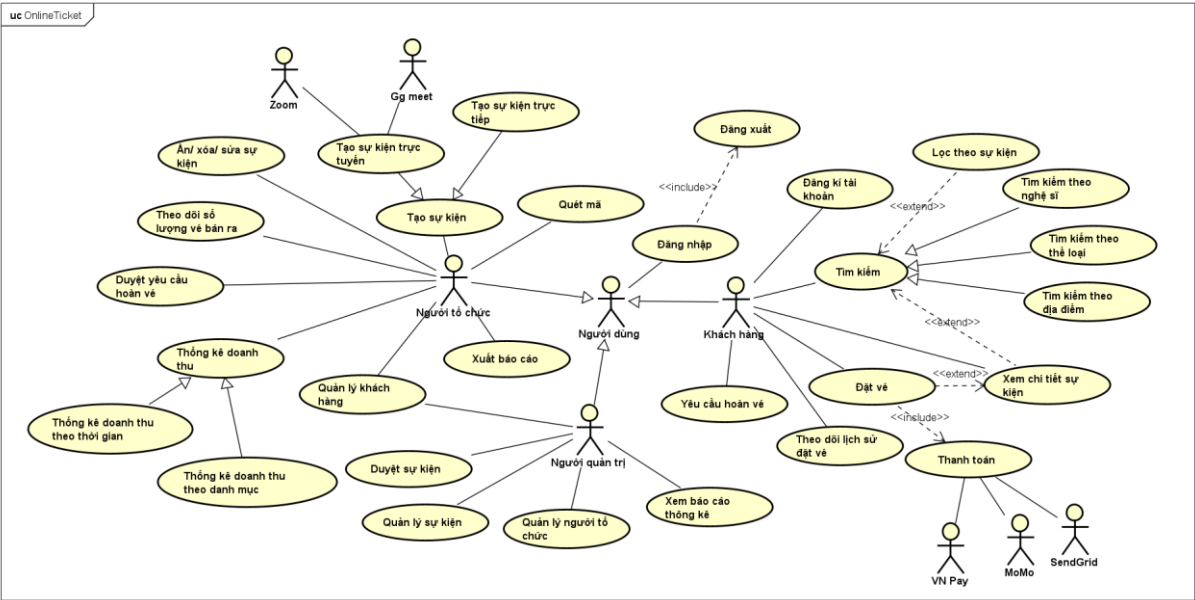 uc OnlineTicket
Zoom
Gg meet
Tạo sự kiện trực
tiếp
Tạo sự kiện trực
tuyến
Ẩn/ xóa/ sửa sự
kiện
Đăng xuất
Lọc theo sự kiện
<<include>>
Đăng kí tài
khoản
Tìm kiếm theo
nghệ sĩ
<<extend>>
Quét mã
Tạo sự kiện
Theo dõi số
lượng vé bán ra
Đăng nhập
Tìm kiếm theo
thể loại
Tìm kiếm
Duyệt yêu cầu
hoàn vé
Tìm kiếm theo
địa điểm
Người tổ chức
Người dùng
Khách hàng
<<extend>>
Thống kê doanh
thu
Xuất báo cáo
<<extend>>
Đặt vé
Xem chi tiết sự
kiện
Quản lý khách
hàng
Yêu cầu hoàn vé
<<include>>
Thống kê doanh thu
theo thời gian
Theo dõi lịch sử
đặt vé
Thanh toán
Người quản trị
Duyệt sự kiện
Thống kê doanh thu
theo danh mục
Xem báo cáo
thống kê
Quản lý sự kiện
Quản lý người tổ
chức
VN Pay
MoMo
SendGrid